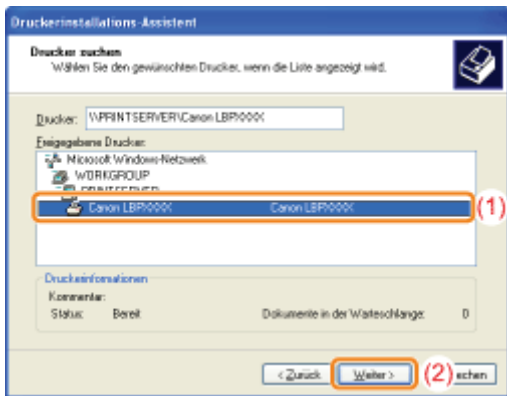 Druckerinstallations-Assistent
Drucker suchen
Wählen Sie den gewünschten Drucker, wenn die Liste angezeigt wird.
Drucker: \\PRINTSERVER\Canon LBPXXXX
Freigegebene Drucker:
Microsoft Windows-Netzwerk
WORKGROUP
PRINTSERVER
Canon LBPXXXX Canon LBPXXXX (1)
Druckerinformationen
Kommentar:
Status: Bereit Dokumente in der Warteschlange: 0
< Zurück Weiter > (2) echen